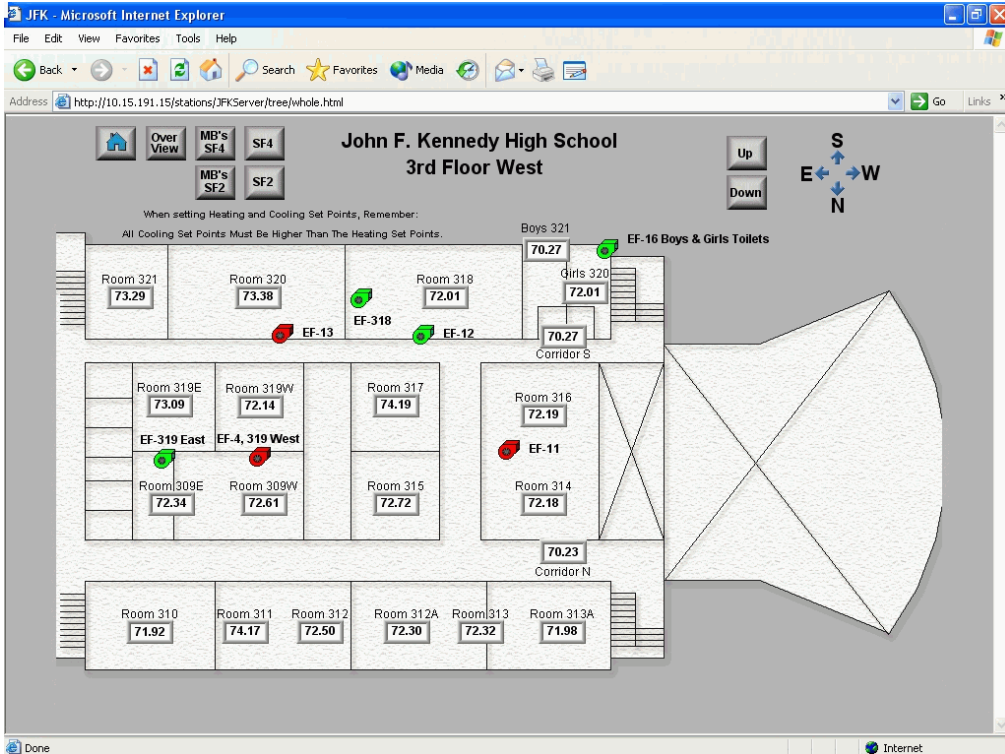 JFK - Microsoft Internet Explorer
File Edit View Favorites Tools Help
Back Search Favorites Media
Address http://10.15.191.15/stations/JFKServer/tree/whole.html Go Links »
Over View
MB's SF4
SF4
MB's SF2
SF2
John F. Kennedy High School
3rd Floor West
Up
Down
S
E W
N
When setting Heating and Cooling Set Points, Remember:
All Cooling Set Points Must Be Higher Than The Heating Set Points.
Boys 321
70.27
EF-16 Boys & Girls Toilets
Room 321
73.29
Room 320
73.38
Room 318
72.01
Girls 320
72.01
EF-318
EF-13
EF-12
70.27
Corridor S
Room 319E
73.09
Room 319W
72.14
Room 317
74.19
Room 316
72.19
EF-319 East
EF-4, 319 West
EF-11
Room 309E
72.34
Room 309W
72.61
Room 315
72.72
Room 314
72.18
70.23
Corridor N
Room 310
71.92
Room 311
74.17
Room 312
72.50
Room 312A
72.30
Room 313
72.32
Room 313A
71.98
Done
Internet